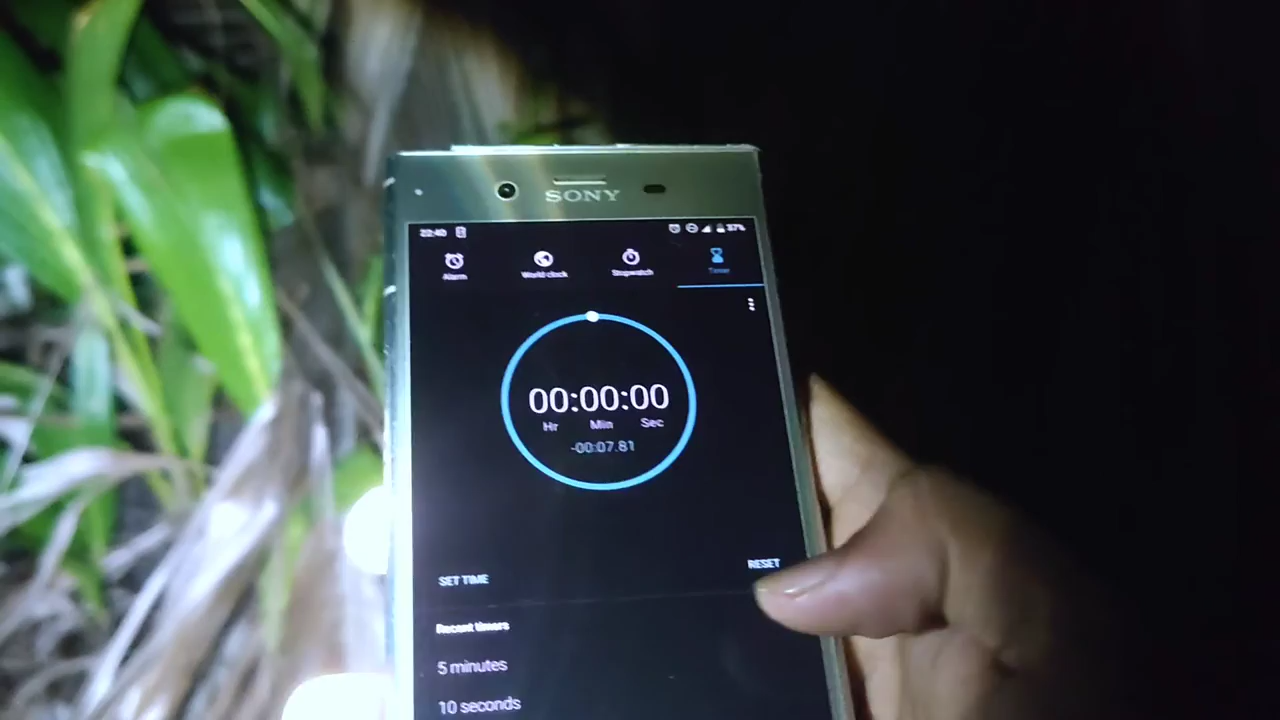 SONY
22:40 37%
Alarm World clock Stopwatch Timer
00:00:00
Hr Min Sec
-00:07.81
SET TIME RESET
Recent timers
5 minutes
10 seconds